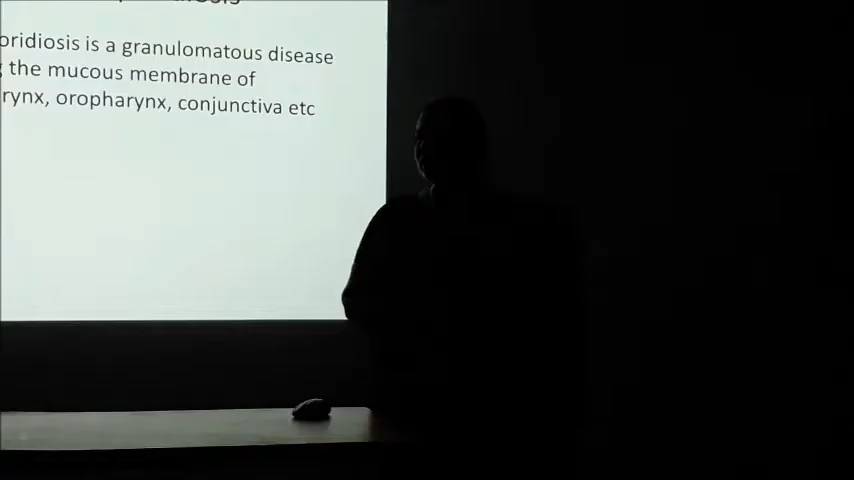 oridiosis is a granulomatous disease
the mucous membrane of
rynx, oropharynx, conjunctiva etc